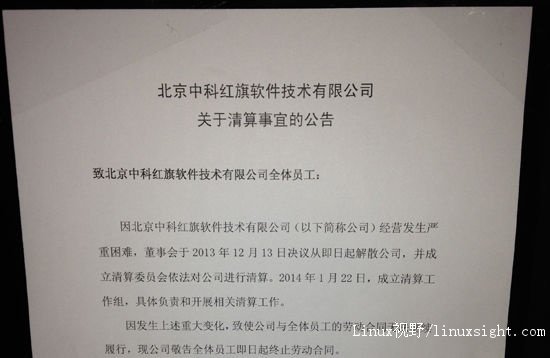 北京中科红旗软件技术有限公司
关于清算事宜的公告
致北京中科红旗软件技术有限公司全体员工：
因北京中科红旗软件技术有限公司（以下简称公司）经营发生严
重困难，董事会于 2013 年 12 月 13 日决议从即日起解散公司，并成
立清算委员会依法对公司进行清算。2014 年 1 月 22 日，成立清算工
作组，具体负责和开展相关清算工作。
因发生上述重大变化，致使公司与全体员工的劳动合同
履行，现公司敬告全体员工即日起终止劳动合同。
Linux视野/linuxsight.com